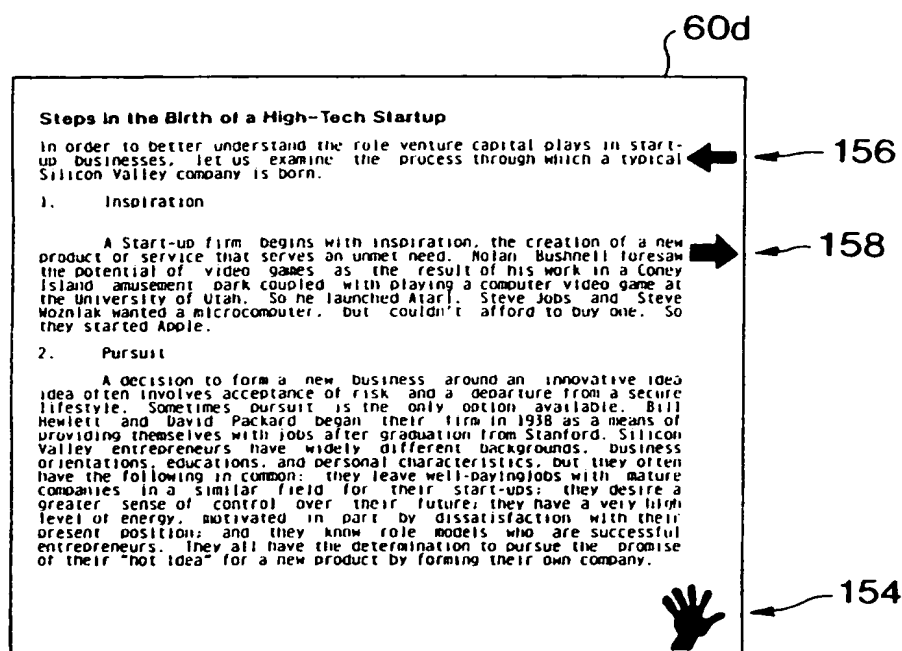 60d
Steps in the Birth of a High-Tech Startup
In order to better understand the role venture capital plays in start-
up businesses, let us examine the process through which a typical
Silicon Valley company is born.
156
1. Inspiration
A Start-up firm begins with inspiration, the creation of a new
product or service that serves an unmet need. Nolan Bushnell foresaw
the potential of video games as the result of his work in a Coney
Island amusement park coupled with playing a computer video game at
the University of Utah. So he launched Atari. Steve Jobs and Steve
Wozniak wanted a microcomputer, but couldn't afford to buy one. So
they started Apple.
158
2. Pursuit
A decision to form a new business around an innovative idea
idea often involves acceptance of risk and a departure from a secure
lifestyle. Sometimes pursuit is the only option available. Bill
Hewlett and David Packard began their firm in 1938 as a means of
providing themselves with jobs after graduation from Stanford. Silicon
Valley entrepreneurs have widely different backgrounds, business
orientations, educations, and personal characteristics, but they often
have the following in common: they leave well-payingjobs with mature
companies in a similar field for their start-ups; they desire a
greater sense of control over their future; they have a very high
level of energy, motivated in part by dissatisfaction with their
present position; and they know role models who are successful
entrepreneurs. They all have the determination to pursue the promise
of their "hot idea" for a new product by forming their own company.
154